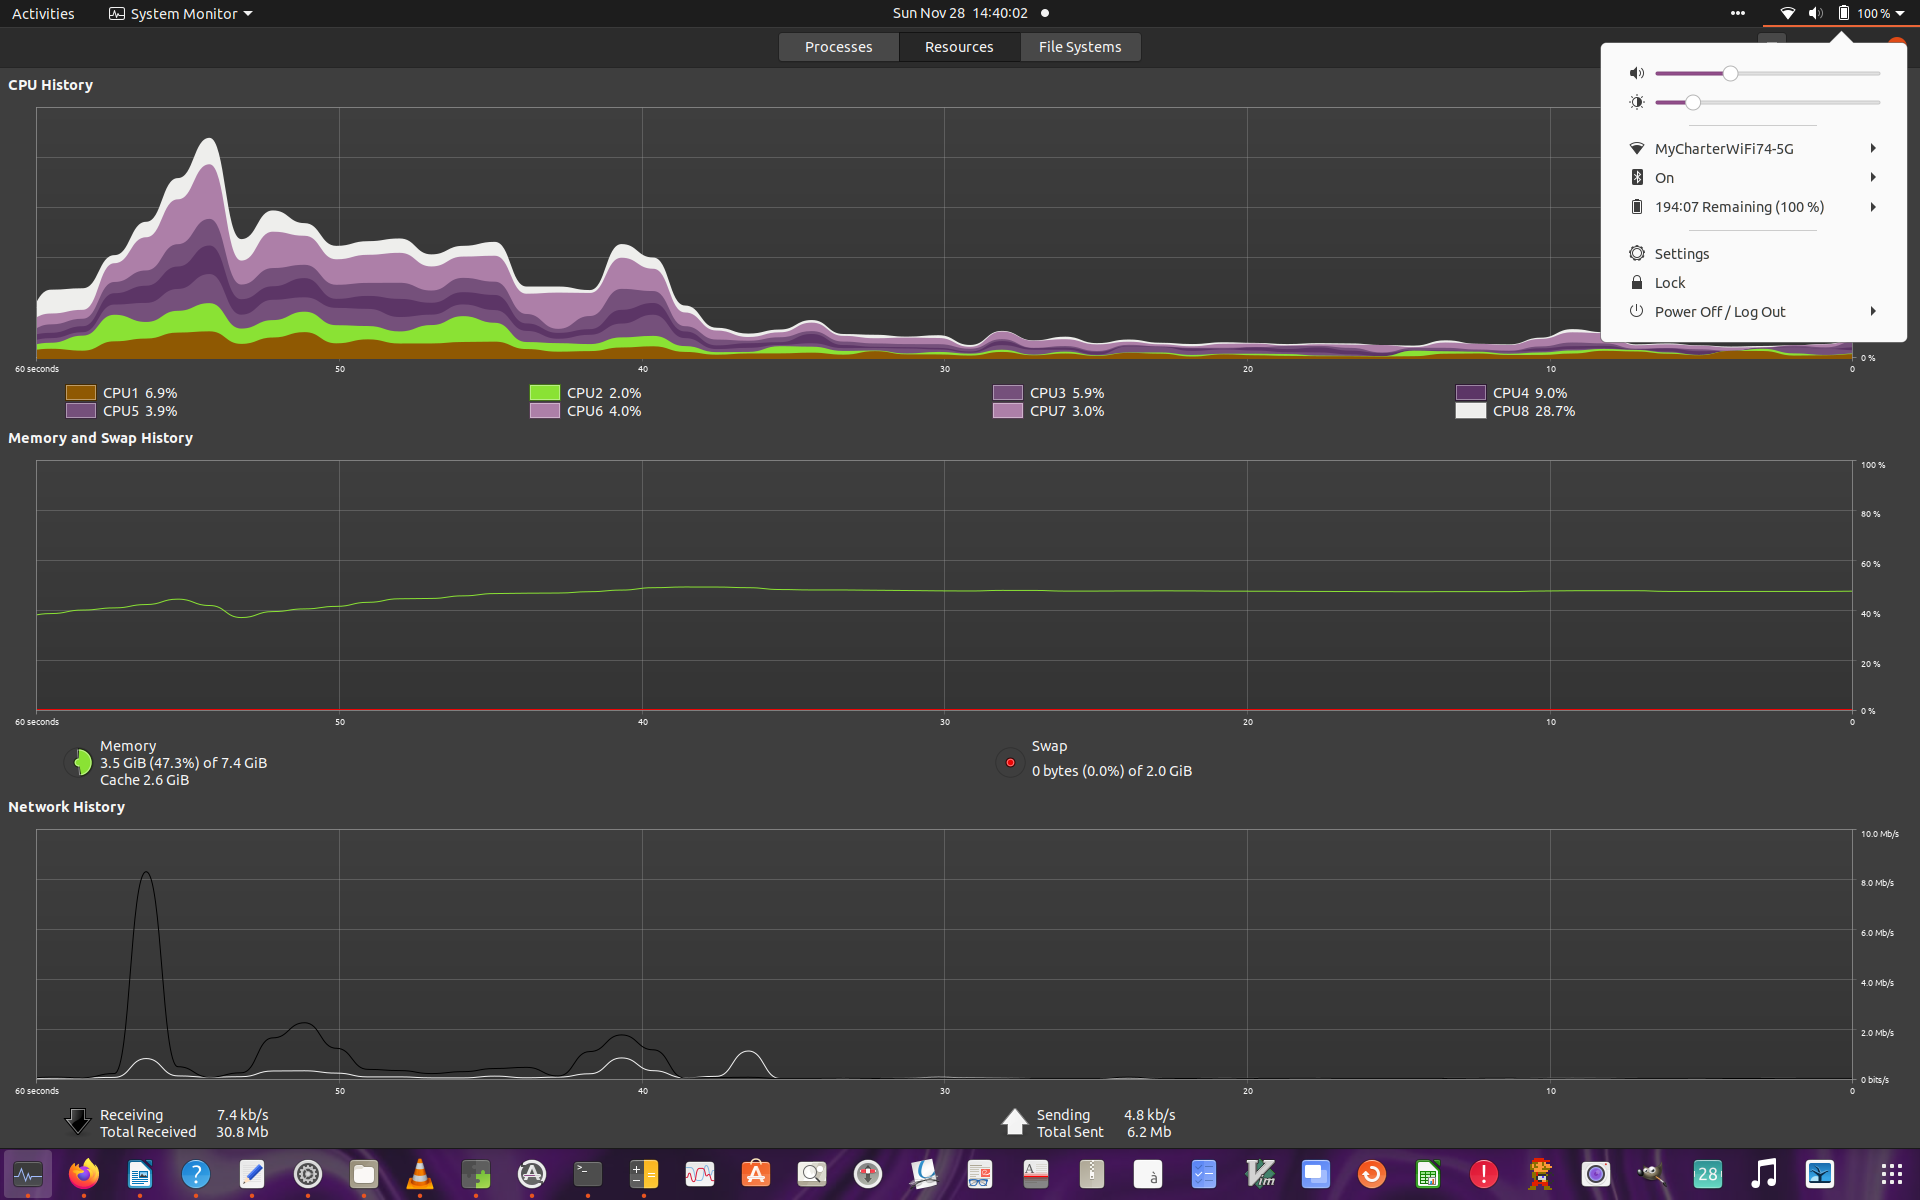 Activities
System Monitor
Sun Nov 28 14:40:02
100 %
Processes
Resources
File Systems
CPU History
MyCharterWiFi74-5G
On
194:07 Remaining (100 %)
Settings
Lock
Power Off / Log Out
0 %
60 seconds 50 40 30 20 10 0
CPU1 6.9% CPU2 2.0% CPU3 5.9% CPU4 9.0%
CPU5 3.9% CPU6 4.0% CPU7 3.0% CPU8 28.7%
Memory and Swap History
100 %
80 %
60 %
40 %
20 %
0 %
60 seconds 50 40 30 20 10 0
Memory
3.5 GiB (47.3%) of 7.4 GiB
Cache 2.6 GiB
Swap
0 bytes (0.0%) of 2.0 GiB
Network History
10.0 Mb/s
8.0 Mb/s
6.0 Mb/s
4.0 Mb/s
2.0 Mb/s
0 bits/s
60 seconds 50 40 30 20 10 0
Receiving 7.4 kb/s
Total Received 30.8 Mb
Sending 4.8 kb/s
Total Sent 6.2 Mb
?
>_
A
à
Vim
!
28